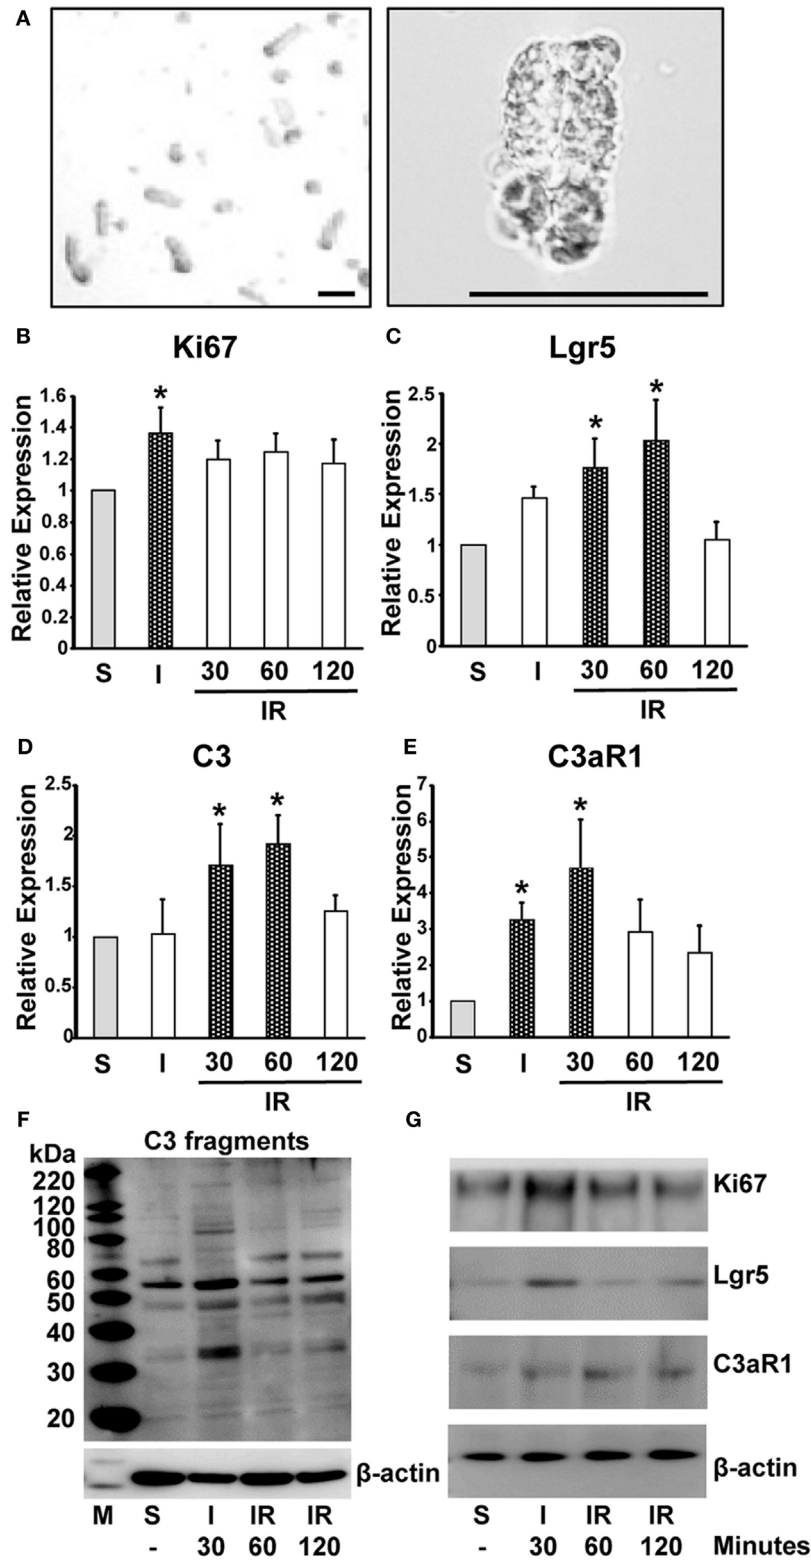 A
B
Ki67
Relative Expression
1.6
1.4
1.2
1
0.8
0.6
0.4
0.2
0
*
S I 30 60 120
IR
C
Lgr5
Relative Expression
2.5
2
1.5
1
0.5
0
* *
S I 30 60 120
IR
D
C3
Relative Expression
2.5
2
1.5
1
0.5
0
* *
S I 30 60 120
IR
E
C3aR1
Relative Expression
7
6
5
4
3
2
1
0
* *
S I 30 60 120
IR
F
C3 fragments
kDa
220
120
100
80
60
50
40
30
20
β-actin
M S I IR IR
- 30 60 120
G
Ki67
Lgr5
C3aR1
β-actin
S I IR IR
- 30 60 120 Minutes